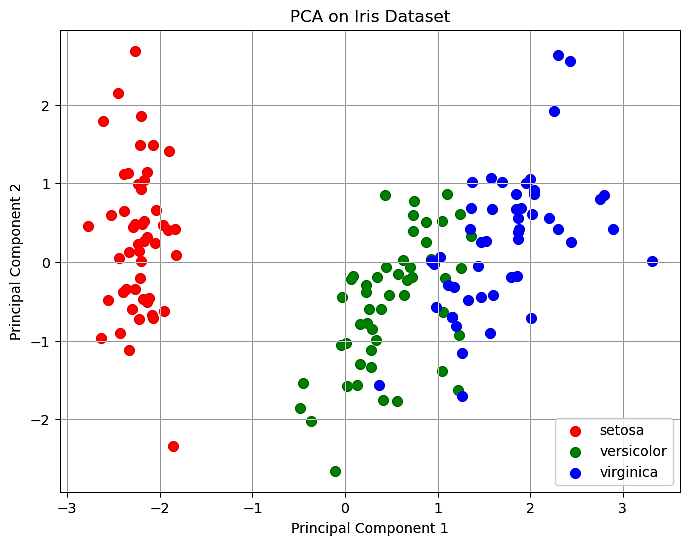 PCA on Iris Dataset
Principal Component 2
2
1
0
−1
−2
−3
−2
−1
0
1
2
3
Principal Component 1
setosa
versicolor
virginica